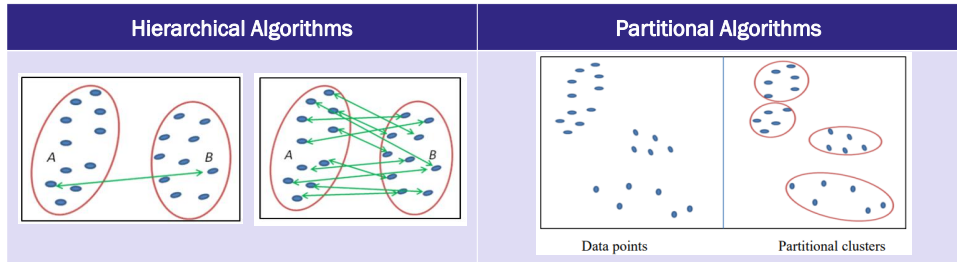 Hierarchical Algorithms
Partitional Algorithms
A
B
A
B
Data points
Partitional clusters